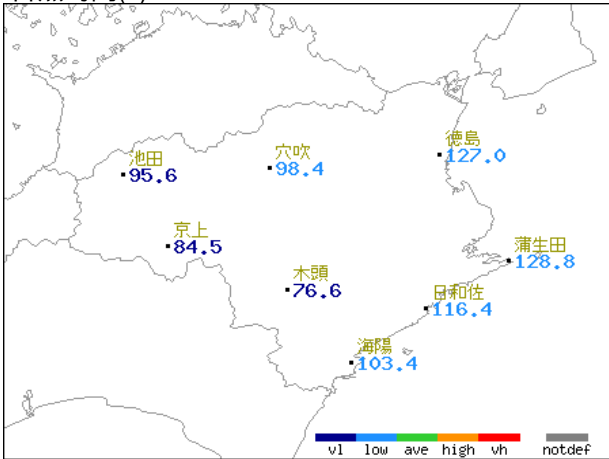 徳島
127.0
池田
95.6
穴吹
98.4
京上
84.5
蒲生田
128.8
木頭
76.6
日和佐
116.4
海陽
103.4
vl low ave high vh notdef